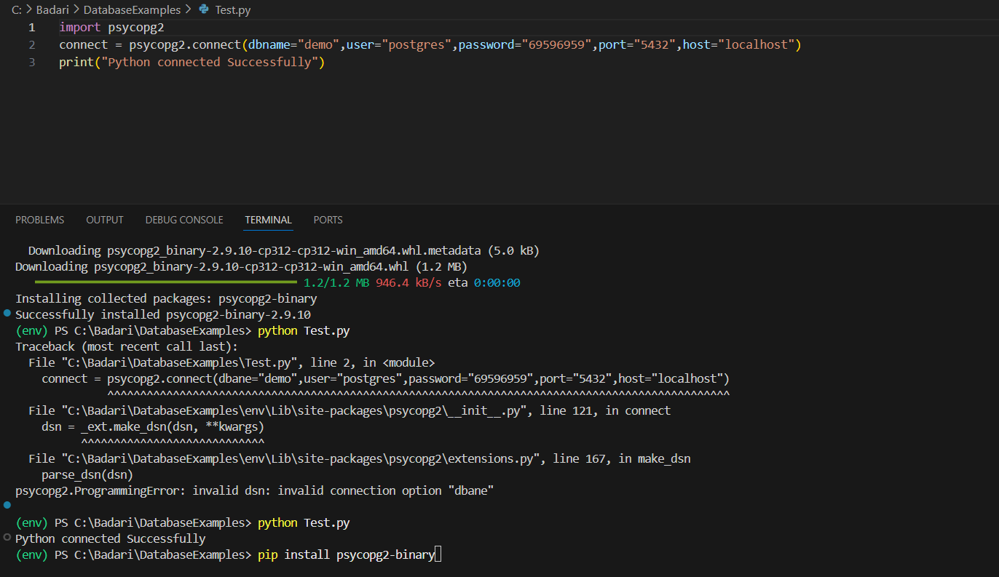 C: > Badari > DatabaseExamples > Test.py
1 import psycopg2
2 connect = psycopg2.connect(dbname="demo",user="postgres",password="69596959",port="5432",host="localhost")
3 print("Python connected Successfully")
PROBLEMS OUTPUT DEBUG CONSOLE TERMINAL PORTS
Downloading psycopg2_binary-2.9.10-cp312-cp312-win_amd64.whl.metadata (5.0 kB)
Downloading psycopg2_binary-2.9.10-cp312-cp312-win_amd64.whl (1.2 MB)
1.2/1.2 MB 946.4 kB/s eta 0:00:00
Installing collected packages: psycopg2-binary
Successfully installed psycopg2-binary-2.9.10
(env) PS C:\Badari\DatabaseExamples> python Test.py
Traceback (most recent call last):
File "C:\Badari\DatabaseExamples\Test.py", line 2, in <module>
connect = psycopg2.connect(dbane="demo",user="postgres",password="69596959",port="5432",host="localhost")
^^^^^^^^^^^^^^^^^^^^^^^^^^^^^^^^^^^^^^^^^^^^^^^^^^^^^^^^^^^^^^^^^^^^^^^^^^^^^^^^^^^^^^^^^^^^^^^
File "C:\Badari\DatabaseExamples\env\Lib\site-packages\psycopg2\__init__.py", line 121, in connect
dsn = _ext.make_dsn(dsn, **kwargs)
^^^^^^^^^^^^^^^^^^^^^^^^^^^^
File "C:\Badari\DatabaseExamples\env\Lib\site-packages\psycopg2\extensions.py", line 167, in make_dsn
parse_dsn(dsn)
psycopg2.ProgrammingError: invalid dsn: invalid connection option "dbane"
(env) PS C:\Badari\DatabaseExamples> python Test.py
Python connected Successfully
(env) PS C:\Badari\DatabaseExamples> pip install psycopg2-binary